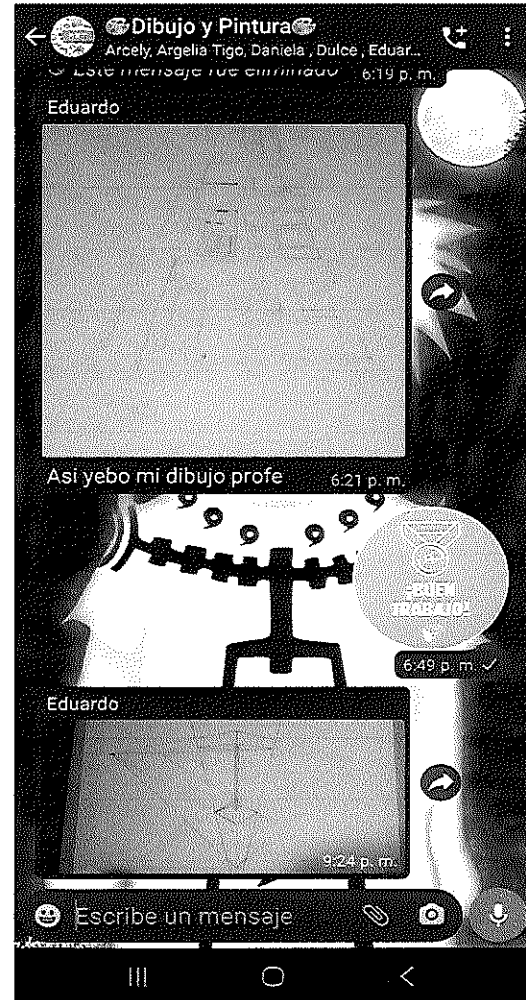 Dibujo y Pintura
Arcely, Argelia Tigo, Daniela , Dulce , Eduar...
Este mensaje fue eliminado 6:19 p. m.
Eduardo
Asi yebo mi dibujo profe 6:21 p. m.
¡BUEN
TRABAJO!
6:49 p. m.
Eduardo
9:24 p. m.
Escribe un mensaje